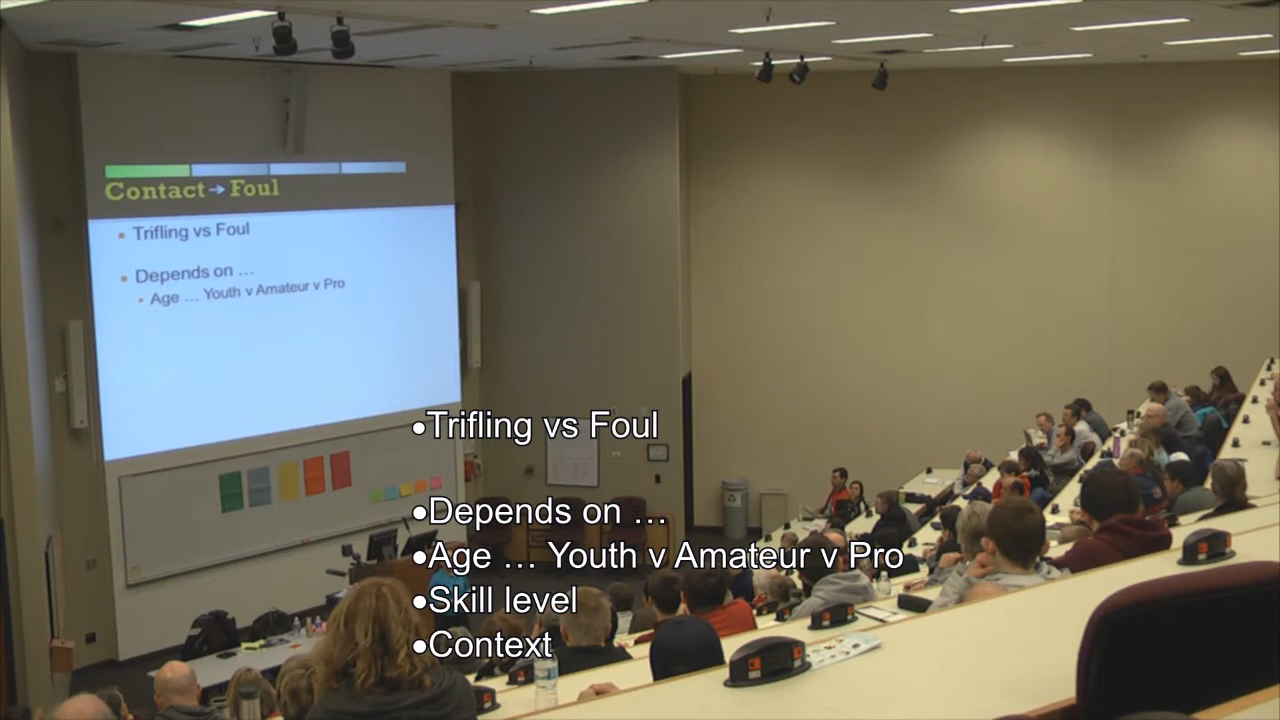 Contact→Foul
▪ Trifling vs Foul
▪ Depends on …
▪ Age … Youth v Amateur v Pro
•Trifling vs Foul
•Depends on …
•Age … Youth v Amateur v Pro
•Skill level
•Context